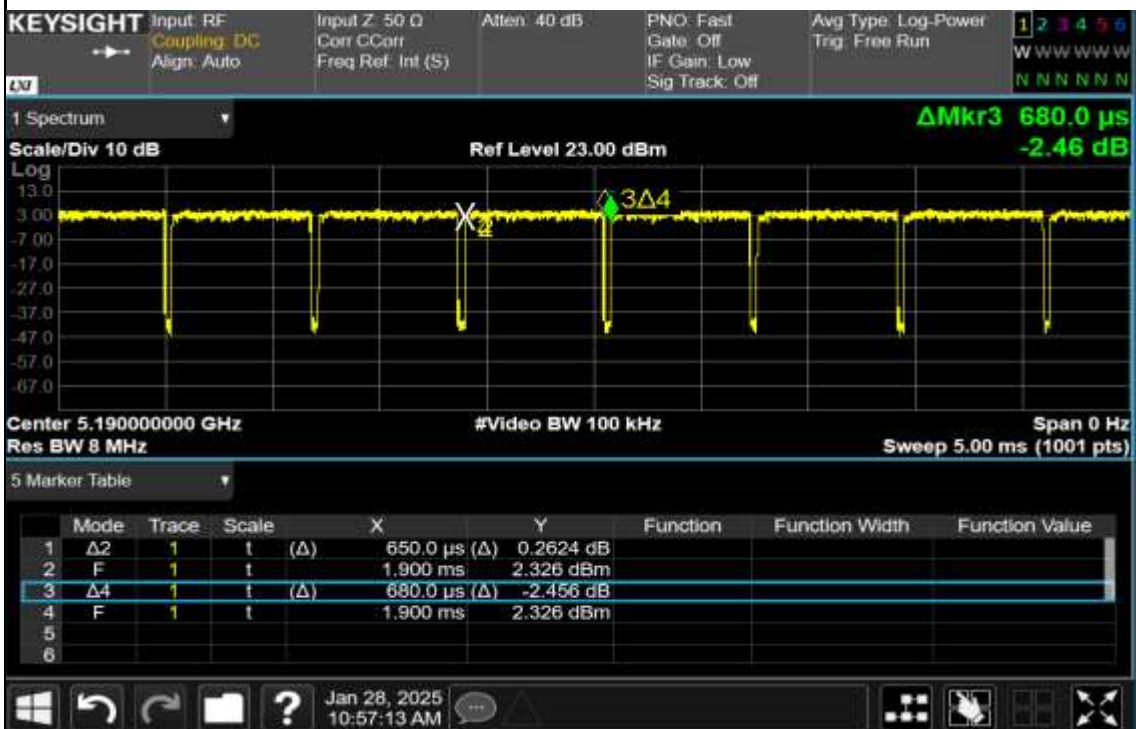 KEYSIGHT Input: RF Input Z: 50 Ω Atten: 40 dB PNO: Fast Avg Type: Log-Power 1 2 3 4 5 6
Coupling: DC Corr CCorr Gate: Off Trig: Free Run W W W W W W
Align: Auto Freq Ref: Int (S) IF Gain: Low N N N N N N
LXI Sig Track: Off
1 Spectrum ΔMkr3 680.0 µs
Scale/Div 10 dB Ref Level 23.00 dBm -2.46 dB
Log
13.0
3Δ4
3.00
-7.00
-17.0
-27.0
-37.0
-47.0
-57.0
-67.0
Center 5.190000000 GHz #Video BW 100 kHz Span 0 Hz
Res BW 8 MHz Sweep 5.00 ms (1001 pts)
5 Marker Table
Mode Trace Scale X Y Function Function Width Function Value
1 Δ2 1 t (Δ) 650.0 µs (Δ) 0.2624 dB
2 F 1 t 1.900 ms 2.326 dBm
3 Δ4 1 t (Δ) 680.0 µs (Δ) -2.456 dB
4 F 1 t 1.900 ms 2.326 dBm
5
6
? Jan 28, 2025
10:57:13 AM